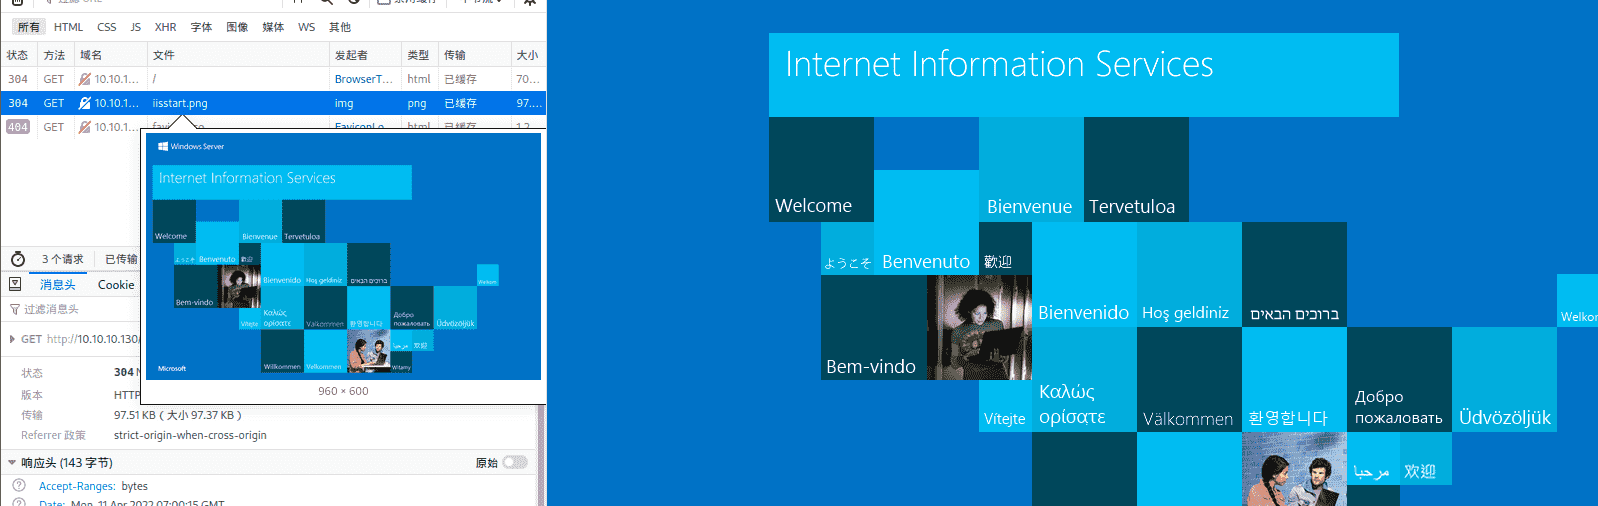 所有 HTML CSS JS XHR 字体 图像 媒体 WS 其他
状态 方法 域名 文件 发起者 类型 传输 大小
304 GET 10.10.1... / BrowserT... html 已缓存 70...
304 GET 10.10.1... iisstart.png img png 已缓存 97....
404 GET 10.10.1... html 已缓存
Windows Server
Internet Information Services
Welcome
Bienvenue
Tervetuloa
ようこそ
Benvenuto
歡迎
Bienvenido
Hoş geldiniz
ברוכים הבאים
Welkom
Bem-vindo
Vítejte
Καλώς
ορίσατε
Välkommen
환영합니다
Добро
пожаловать
Üdvözöljük
Willkommen
Velkommen
مرحبا
欢迎
Witamy
Microsoft
960 × 600
3 个请求 已传输
消息头 Cookie
过滤消息头
GET http://10.10.10.130/
状态 304
版本 HTTP
传输 97.51 KB（大小 97.37 KB）
Referrer 政策 strict-origin-when-cross-origin
响应头 (143 字节) 原始
Accept-Ranges: bytes
Date: Mon, 11 Apr 2022 07:00:15 GMT
Internet Information Services
Welcome
Bienvenue
Tervetuloa
ようこそ
Benvenuto
歡迎
Bienvenido
Hoş geldiniz
ברוכים הבאים
Welkor
Bem-vindo
Vítejte
Καλώς
ορίσατε
Välkommen
환영합니다
Добро
пожаловать
Üdvözöljük
مرحبا
欢迎